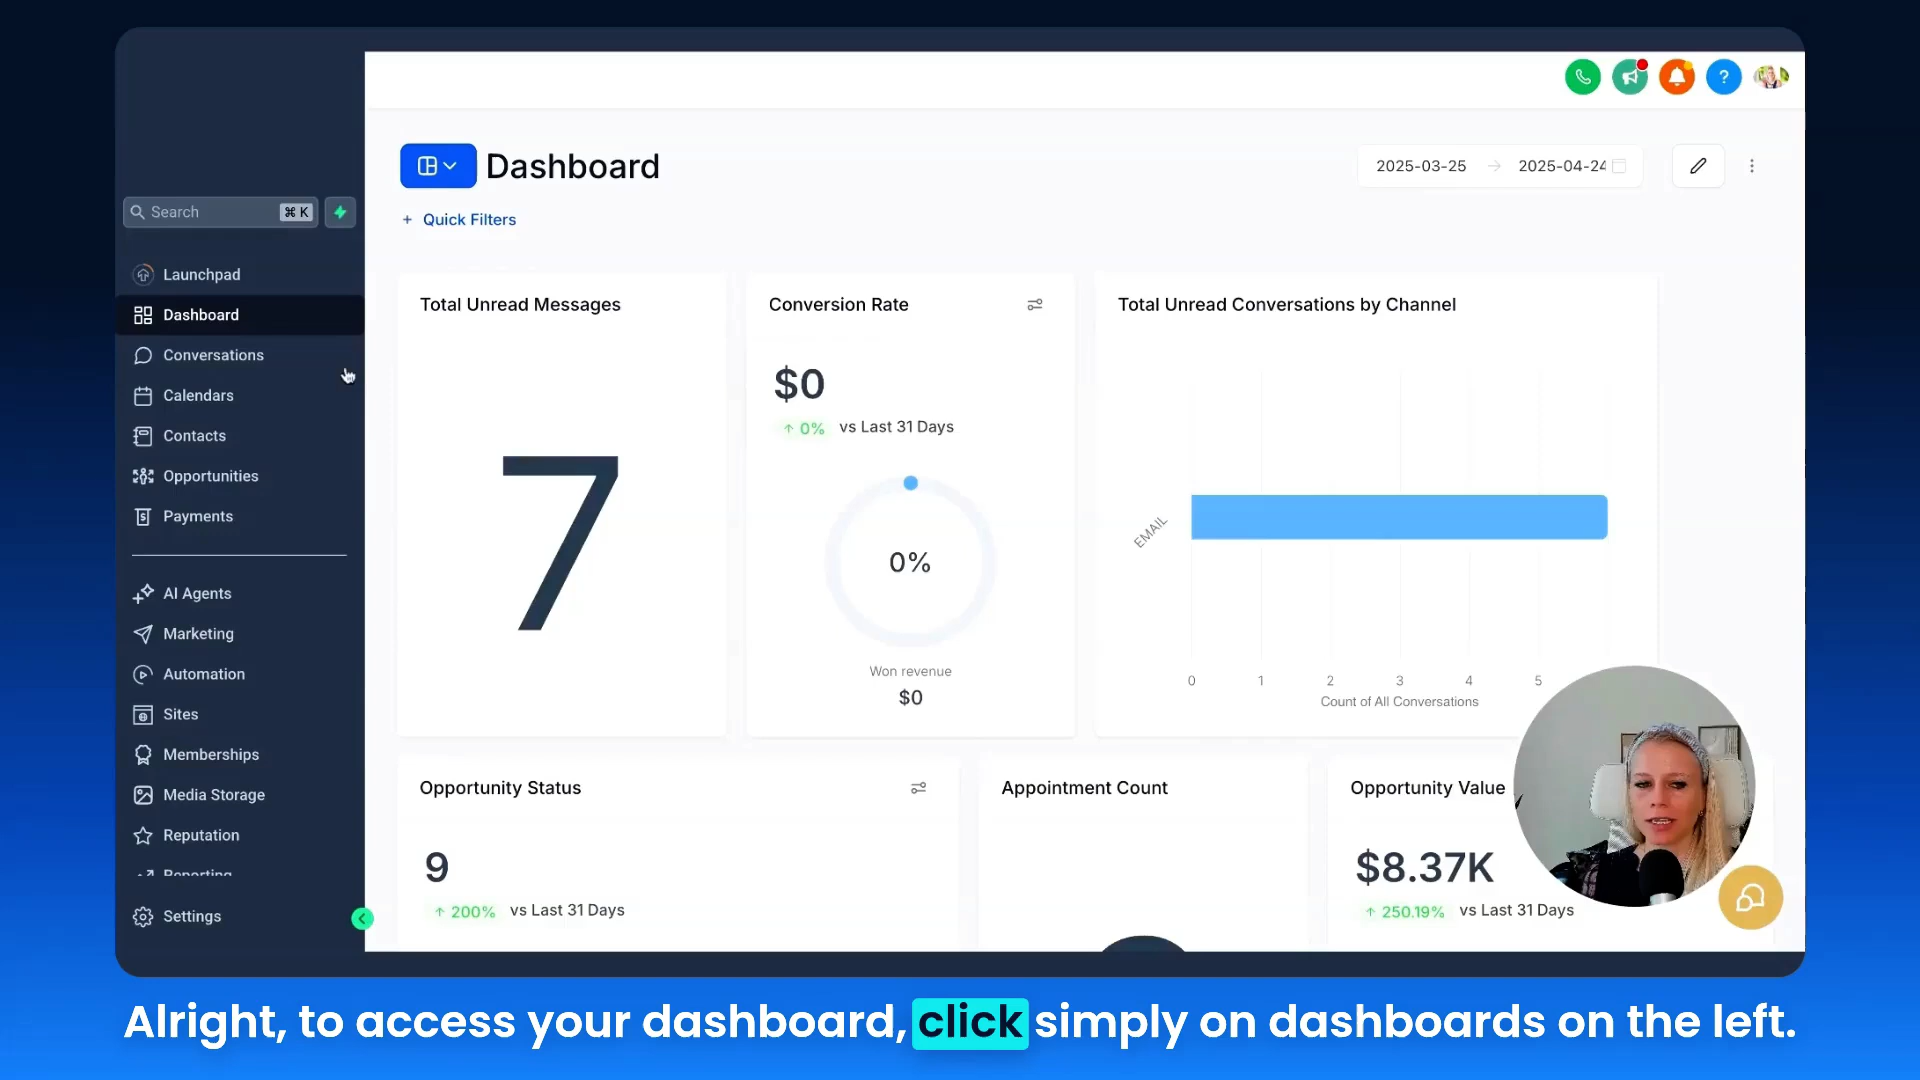 Search
⌘ K
Launchpad
Dashboard
Conversations
Calendars
Contacts
Opportunities
Payments
AI Agents
Marketing
Automation
Sites
Memberships
Media Storage
Reputation
Reporting
Settings
?
Dashboard
2025-03-25 → 2025-04-24
+ Quick Filters
Total Unread Messages
7
Conversion Rate
$0
↑ 0% vs Last 31 Days
0%
Won revenue
$0
Total Unread Conversations by Channel
EMAIL
0 1 2 3 4 5
Count of All Conversations
Opportunity Status
9
↑ 200% vs Last 31 Days
Appointment Count
Opportunity Value
$8.37K
↑ 250.19% vs Last 31 Days
Alright, to access your dashboard, click simply on dashboards on the left.